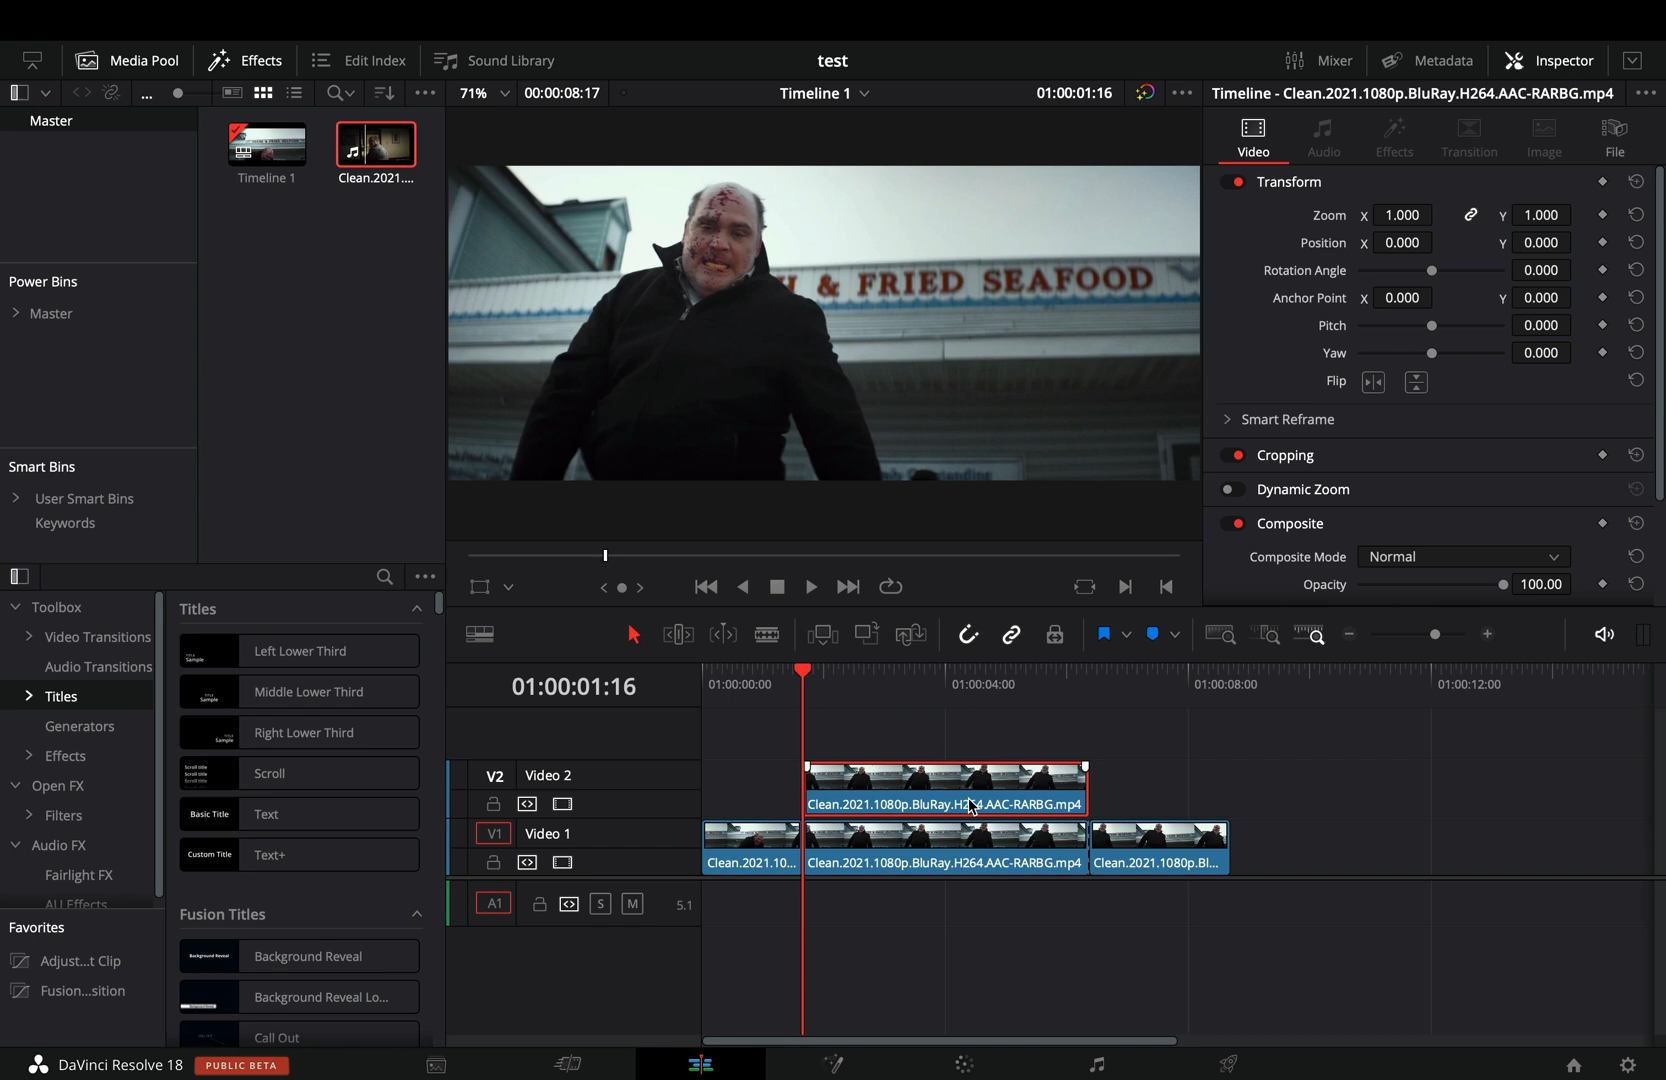 Media Pool
Effects
Edit Index
Sound Library
test
Mixer
Metadata
Inspector
71%
00:00:08:17
Timeline 1
01:00:01:16
Timeline - Clean.2021.1080p.BluRay.H264.AAC-RARBG.mp4
Master
Timeline 1
Clean.2021....
Power Bins
Master
Smart Bins
User Smart Bins
Keywords
& FRIED SEAFOOD
Video
Audio
Effects
Transition
Image
File
Transform
Zoom X 1.000 Y 1.000
Position X 0.000 Y 0.000
Rotation Angle 0.000
Anchor Point X 0.000 Y 0.000
Pitch 0.000
Yaw 0.000
Flip
Smart Reframe
Cropping
Dynamic Zoom
Composite
Composite Mode Normal
Opacity 100.00
Toolbox
Video Transitions
Audio Transitions
Titles
Generators
Effects
Open FX
Filters
Audio FX
Fairlight FX
All Effects
Favorites
Adjust...t Clip
Fusion...sition
Titles
Left Lower Third
Middle Lower Third
Right Lower Third
Scroll title
Scroll title
Scroll title
Scroll
Basic Title
Text
Custom Title
Text+
Fusion Titles
Background Reveal
Background Reveal
Background Reveal Lo...
Call Out
01:00:01:16
01:00:00:00
01:00:04:00
01:00:08:00
01:00:12:00
V2 Video 2
Clean.2021.1080p.BluRay.H264.AAC-RARBG.mp4
V1 Video 1
Clean.2021.10...
Clean.2021.1080p.BluRay.H264.AAC-RARBG.mp4
Clean.2021.1080p.Bl...
A1 S M 5.1
DaVinci Resolve 18
PUBLIC BETA